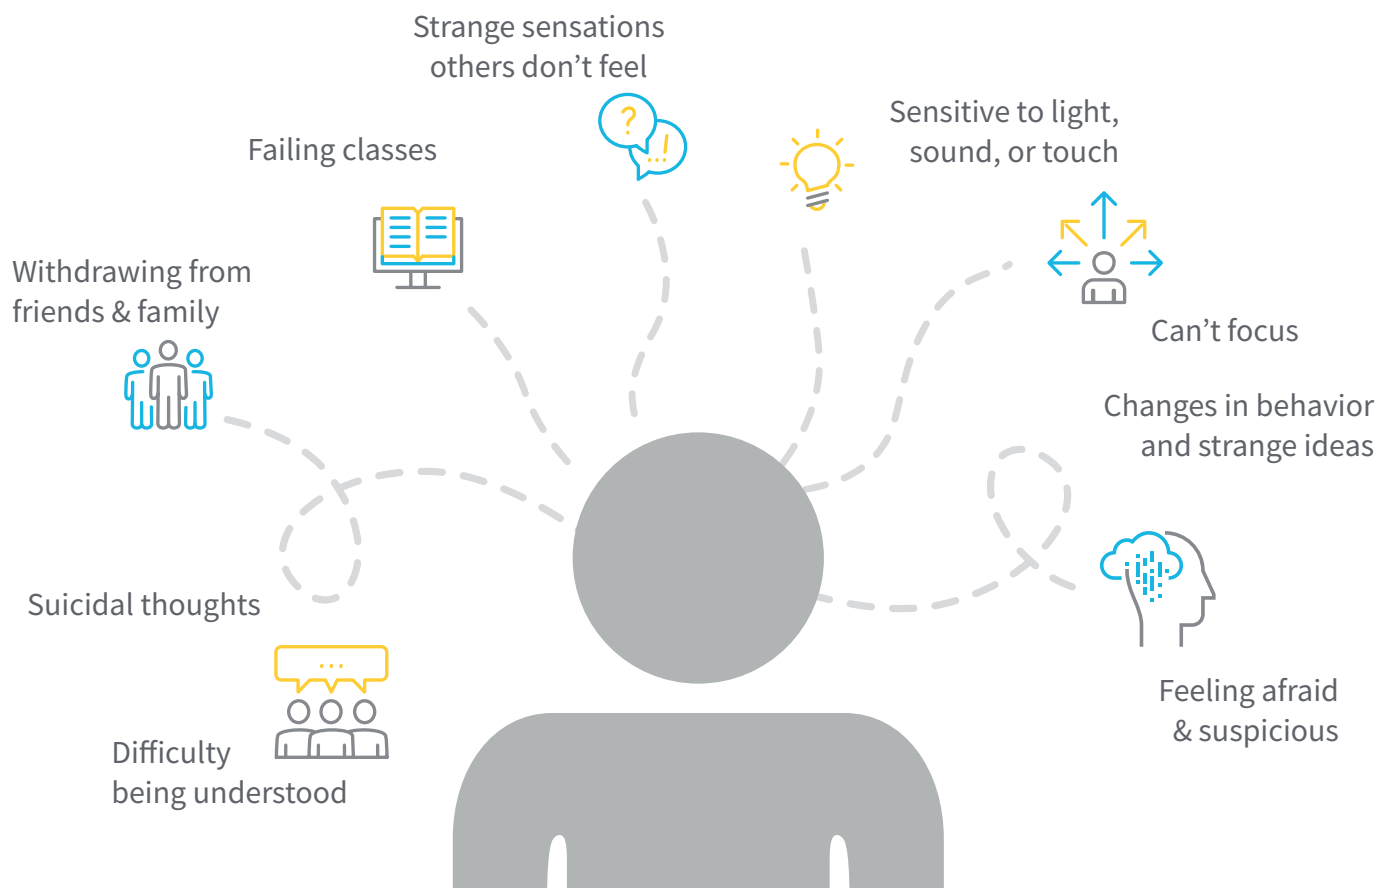 Strange sensations
others don’t feel
Sensitive to light,
sound, or touch
Failing classes
Withdrawing from
friends & family
Can’t focus
Changes in behavior
and strange ideas
Suicidal thoughts
Feeling afraid
& suspicious
Difficulty
being understood